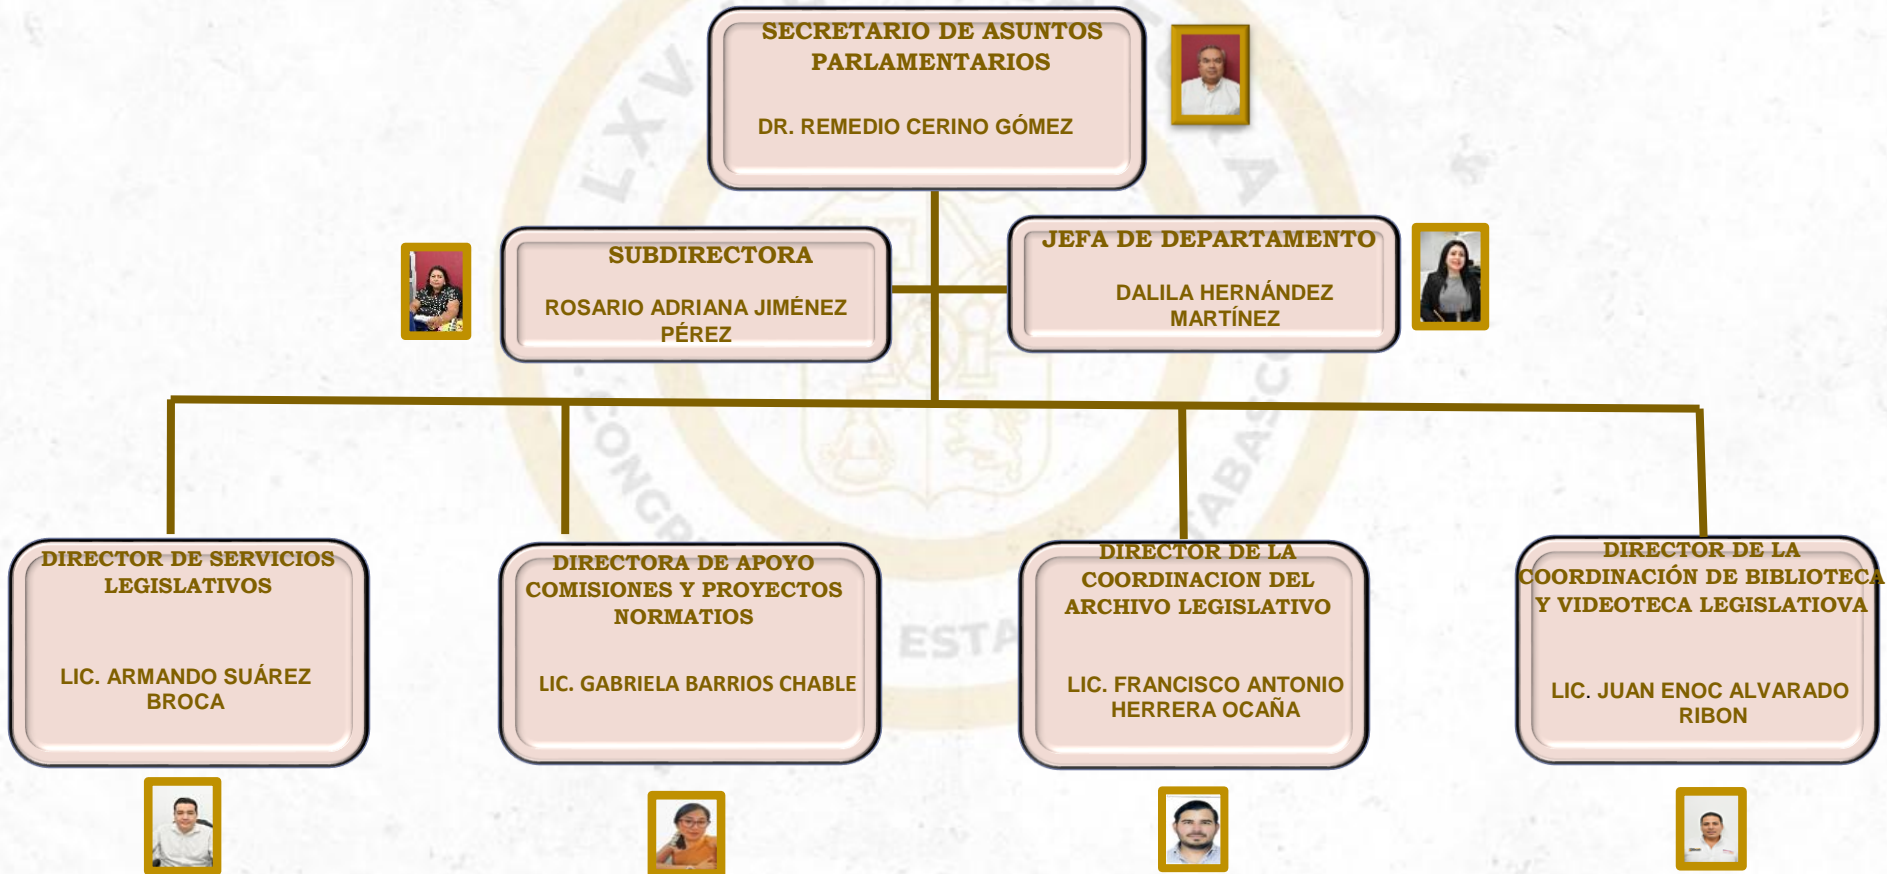 SECRETARIO DE ASUNTOS
PARLAMENTARIOS
DR. REMEDIO CERINO GÓMEZ
SUBDIRECTORA
ROSARIO ADRIANA JIMÉNEZ
PÉREZ
JEFA DE DEPARTAMENTO
DALILA HERNÁNDEZ
MARTÍNEZ
DIRECTOR DE SERVICIOS
LEGISLATIVOS
LIC. ARMANDO SUÁREZ
BROCA
DIRECTORA DE APOYO
COMISIONES Y PROYECTOS
NORMATIOS
LIC. GABRIELA BARRIOS CHABLE
DIRECTOR DE LA
COORDINACION DEL
ARCHIVO LEGISLATIVO
LIC. FRANCISCO ANTONIO
HERRERA OCAÑA
DIRECTOR DE LA
COORDINACIÓN DE BIBLIOTECA
Y VIDEOTECA LEGISLATIOVA
LIC. JUAN ENOC ALVARADO
RIBON
LXV
TABASCO